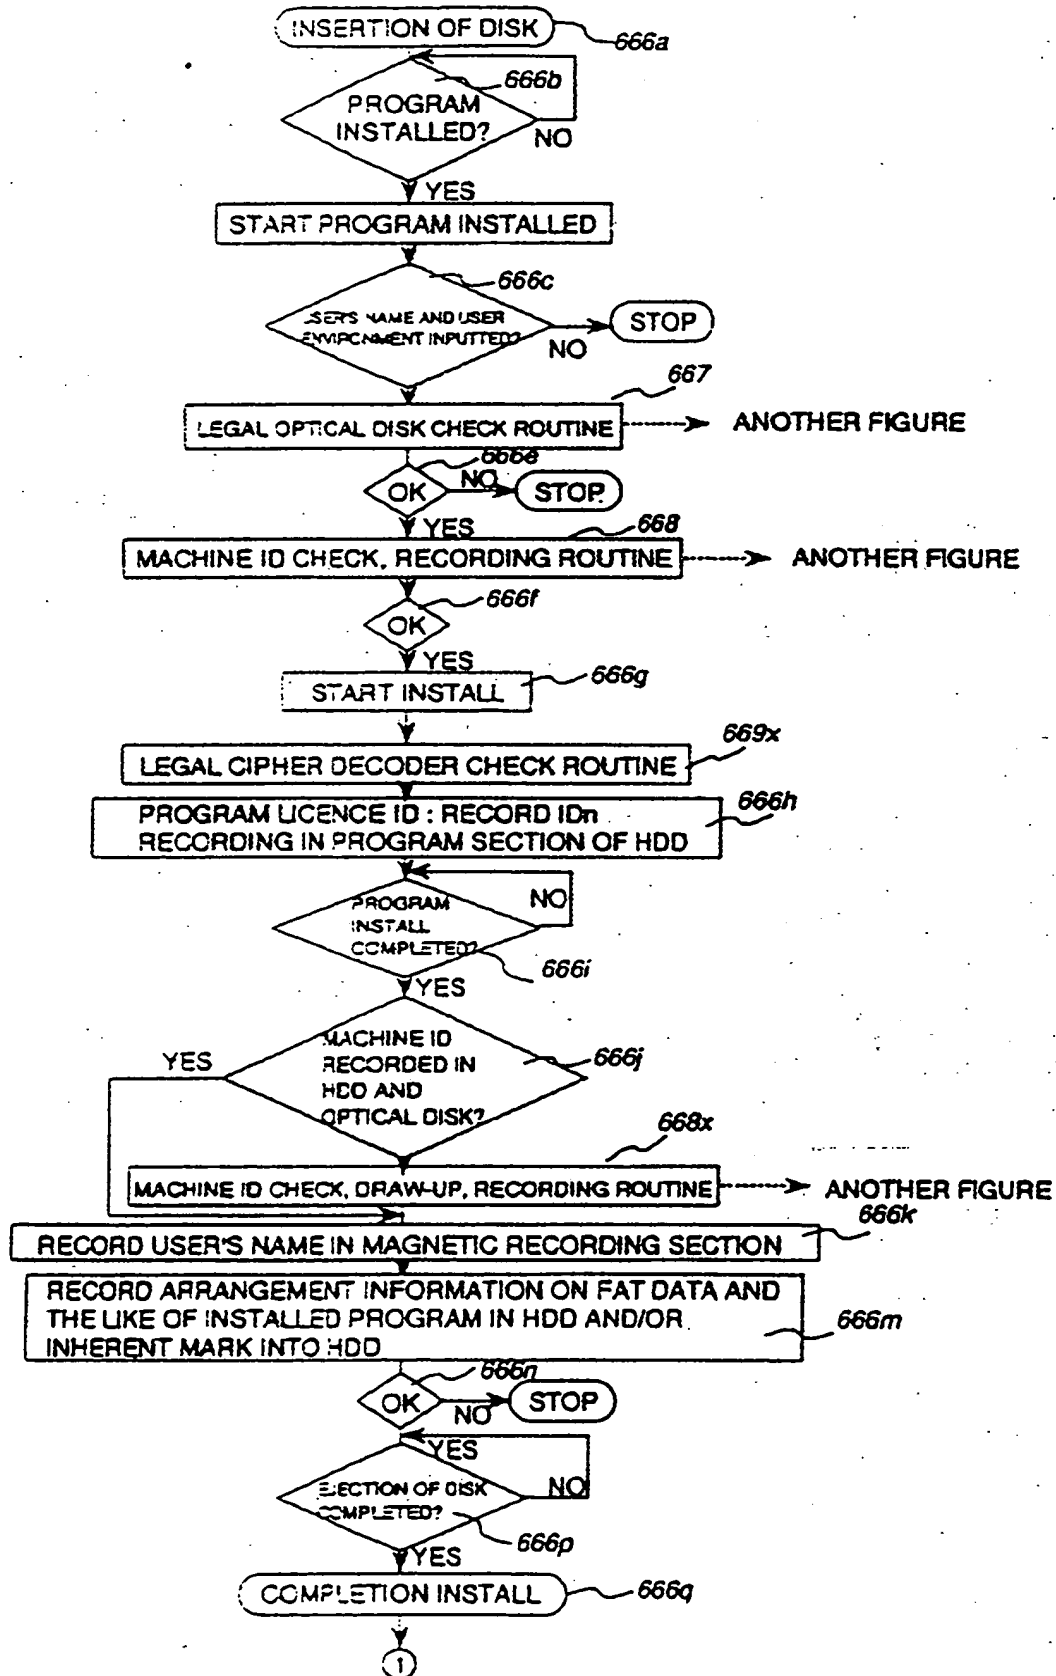 INSERTION OF DISK
666a
666b
PROGRAM
INSTALLED?
NO
YES
START PROGRAM INSTALLED
666c
USER'S NAME AND USER
ENVIRONMENT INPUTTED?
NO
STOP
667
LEGAL OPTICAL DISK CHECK ROUTINE
ANOTHER FIGURE
666e
OK
NO
STOP
YES
668
MACHINE ID CHECK, RECORDING ROUTINE
ANOTHER FIGURE
666f
OK
YES
666g
START INSTALL
669x
LEGAL CIPHER DECODER CHECK ROUTINE
666h
PROGRAM LICENCE ID : RECORD IDn
RECORDING IN PROGRAM SECTION OF HDD
NO
PROGRAM
INSTALL
COMPLETED?
666i
YES
MACHINE ID
RECORDED IN
HDD AND
OPTICAL DISK?
YES
666j
668x
MACHINE ID CHECK, DRAW-UP, RECORDING ROUTINE
ANOTHER FIGURE
666k
RECORD USER'S NAME IN MAGNETIC RECORDING SECTION
RECORD ARRANGEMENT INFORMATION ON FAT DATA AND
THE LIKE OF INSTALLED PROGRAM IN HDD AND/OR
INHERENT MARK INTO HDD
666m
666n
OK
NO
STOP
YES
EJECTION OF DISK
COMPLETED?
NO
666p
YES
COMPLETION INSTALL
666q
1